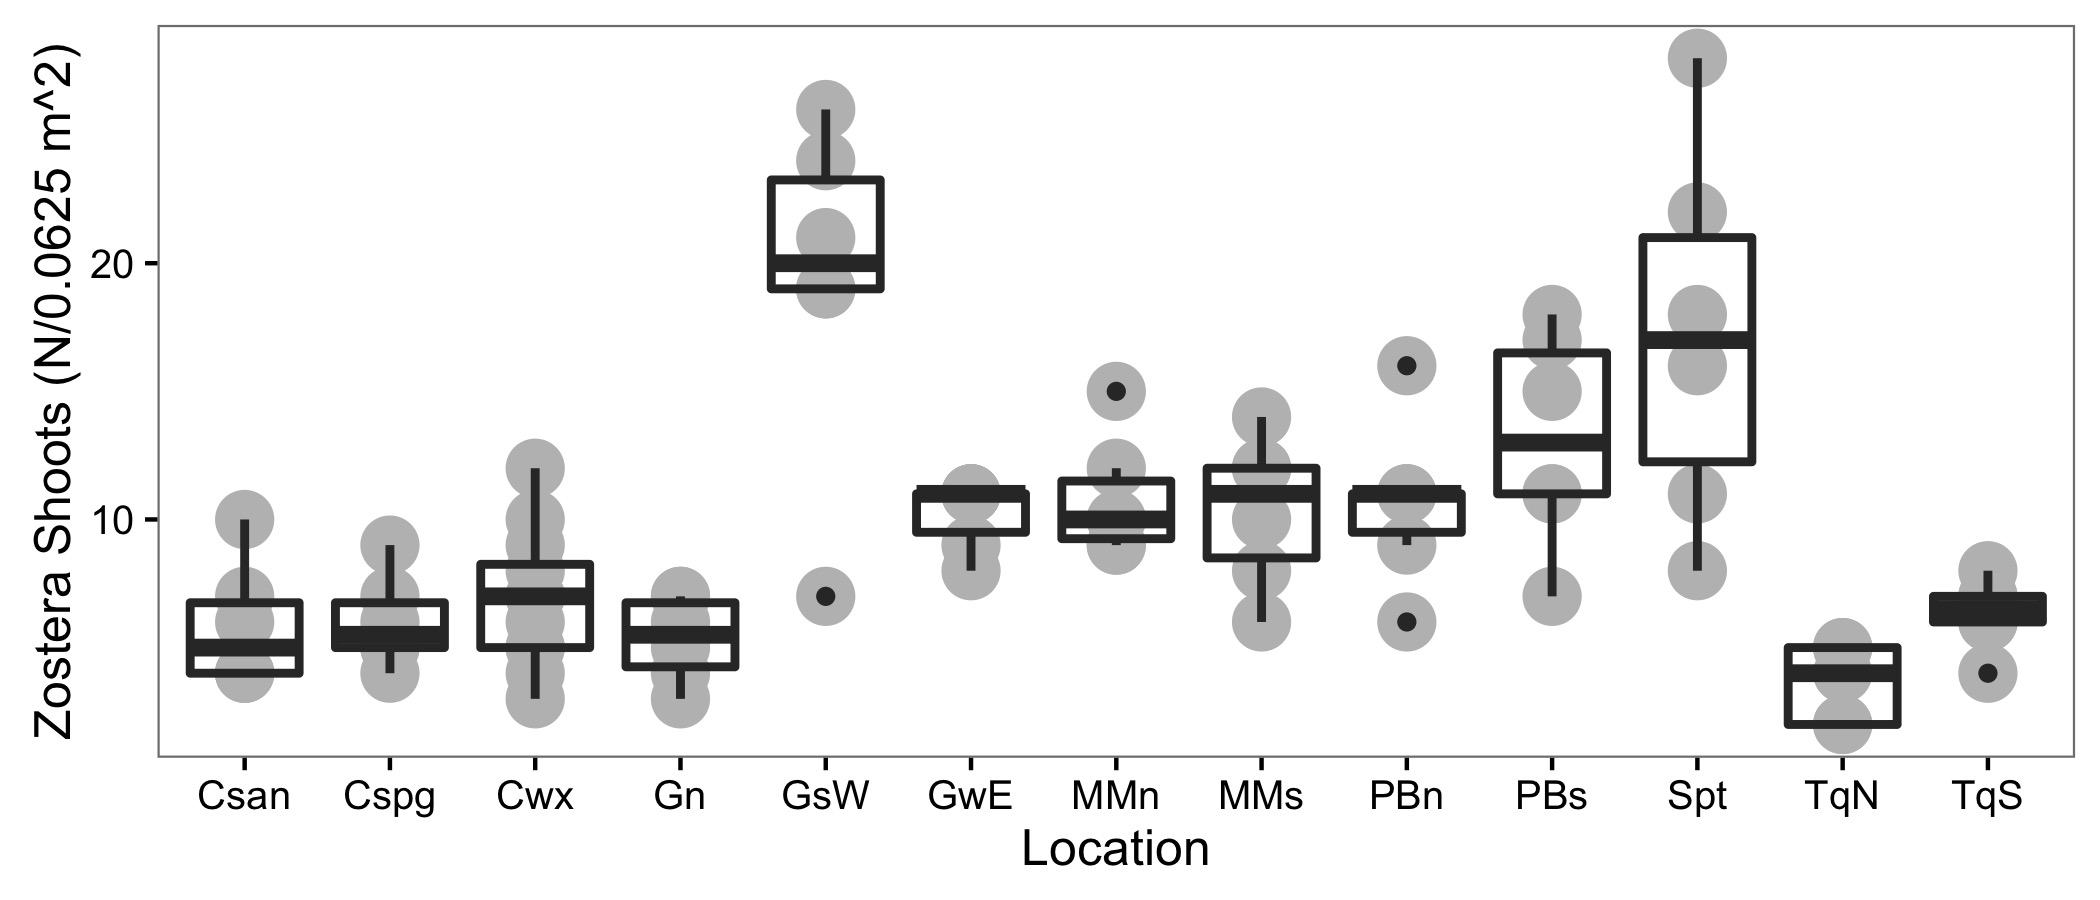 Zostera Shoots (N/0.0625 m^2)
20
10
Csan Cspg Cwx Gn GsW GwE MMn MMs PBn PBs Spt TqN TqS
Location